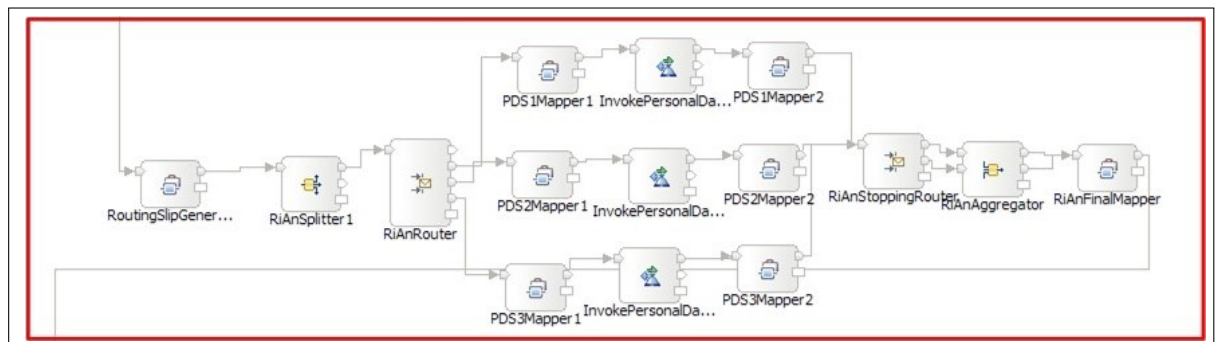 PDS1Mapper1
InvokePersonalDa...
PDS1Mapper2
RoutingSlipGener...
RiAnSplitter1
RiAnRouter
PDS2Mapper1
InvokePersonalDa...
PDS2Mapper2
RiAnStoppingRouter
RiAnAggregator
RiAnFinalMapper
PDS3Mapper1
InvokePersonalDa...
PDS3Mapper2